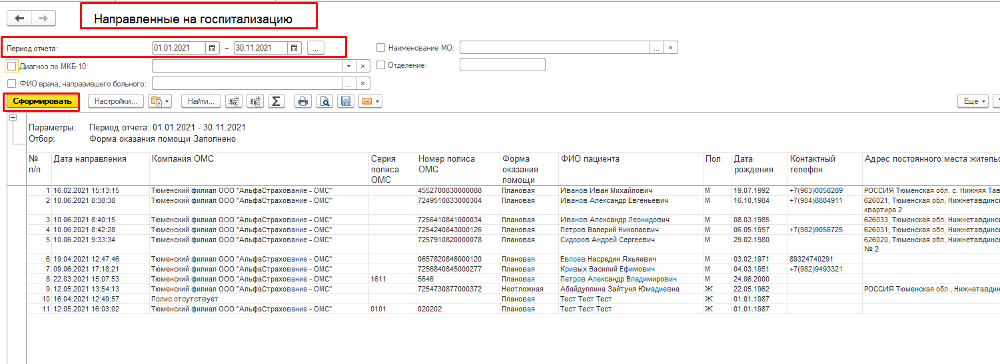 Направленные на госпитализацию
Период отчета: 01.01.2021 – 30.11.2021 ... Наименование МО: ... ×
Диагноз по МКБ-10: × Отделение:
ФИО врача, направившего больного: ... ×
Сформировать Настройки... Найти... Σ Еще
Параметры: Период отчета: 01.01.2021 - 30.11.2021
Отбор: Форма оказания помощи Заполнено
№ Дата направления Компания ОМС Серия Номер полиса Форма ФИО пациента Пол Дата Контактный Адрес постоянного места жительс
п/п полиса ОМС оказания рождения телефон
ОМС помощи
1 16.02.2021 15:13:15 Тюменский филиал ООО "АльфаСтрахование - ОМС" 4552700830000088 Плановая Иванов Иван Михайлович М 19.07.1992 +7(963)0058289 РОССИЯ Тюменская обл. с. Нижняя Тав
2 10.06.2021 8:38:38 Тюменский филиал ООО "АльфаСтрахование - ОМС" 7249510833000304 Плановая Иванов Александр Евгеньевич М 16.10.1984 +7(904)8884911 626021, Тюменская обл, Нижнетавдинс
квартира 2
3 10.06.2021 8:40:15 Тюменский филиал ООО "АльфаСтрахование - ОМС" 7256410841000034 Плановая Иванов Александр Леонидович М 08.03.1985 626033, Тюменская обл, Нижнетавдинс
4 10.06.2021 8:42:28 Тюменский филиал ООО "АльфаСтрахование - ОМС" 7254240843000126 Плановая Петров Валерий Николаевич М 06.05.1957 +7(982)9056725 626031, Тюменская обл, Нижнетавдинс
5 10.06.2021 9:33:34 Тюменский филиал ООО "АльфаСтрахование - ОМС" 7257910820000078 Плановая Сидоров Андрей Сергеевич М 29.02.1980 626020, Тюменская обл, Нижнетавдинс
№ 2
6 19.04.2021 12:47:46 Тюменский филиал ООО "АльфаСтрахование - ОМС" 0657820846000120 Плановая Евлоев Насредин Яхьяевич М 03.02.1971 89324740291
7 09.06.2021 17:18:21 Тюменский филиал ООО "АльфаСтрахование - ОМС" 7256840845000277 Плановая Кривых Василий Ефимович М 04.03.1951 +7(982)9493321
8 22.03.2021 15:07:53 Тюменский филиал ООО "АльфаСтрахование - ОМС" 1611 5646 Плановая Петров Александр Владимирович М 24.06.2000
9 12.05.2021 13:54:13 Тюменский филиал ООО "АльфаСтрахование - ОМС" 7254730877000372 Неотложная Абайдуллина Зайтуня Юмадиевна Ж 22.05.1962 РОССИЯ Тюменская обл., Нижнетавдин
10 16.04.2021 12:49:57 Полис отсутствует Плановая Тест Тест Тест Ж 01.01.1987
11 12.05.2021 16:03:02 Тюменский филиал ООО "АльфаСтрахование - ОМС" 0101 020202 Плановая Тест Тест Тест Ж 01.01.1987